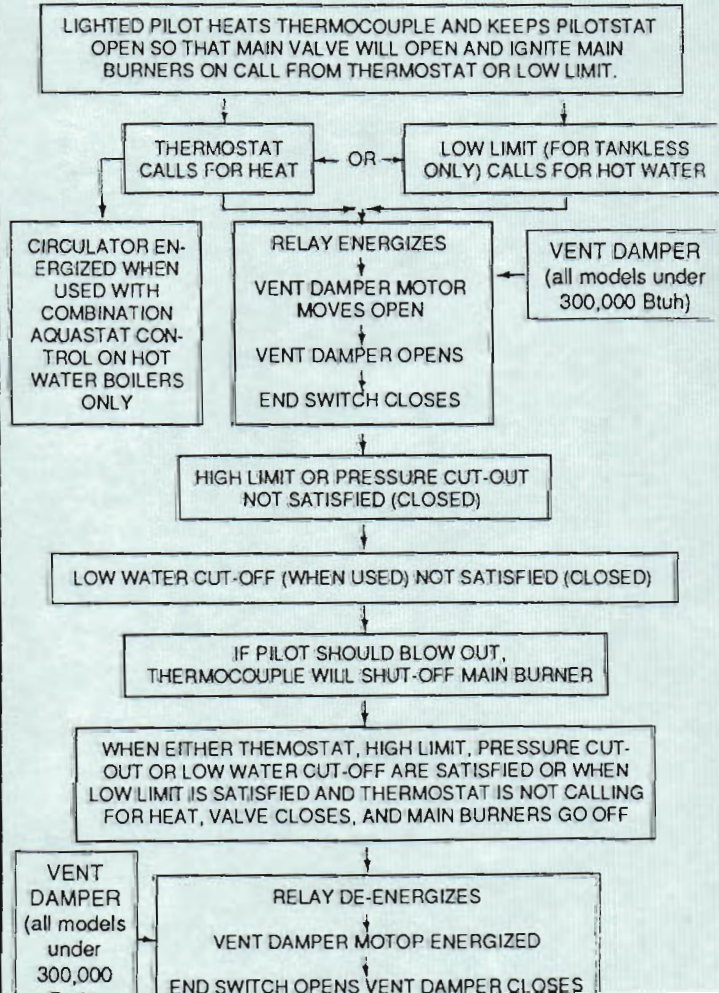 LIGHTED PILOT HEATS THERMOCOUPLE AND KEEPS PILOTSTAT
OPEN SO THAT MAIN VALVE WILL OPEN AND IGNITE MAIN
BURNERS ON CALL FROM THERMOSTAT OR LOW LIMIT.
THERMOSTAT
CALLS FOR HEAT
OR
LOW LIMIT (FOR TANKLESS
ONLY) CALLS FOR HOT WATER
CIRCULATOR EN-
ERGIZED WHEN
USED WITH
COMBINATION
AQUASTAT CON-
TROL ON HOT
WATER BOILERS
ONLY
RELAY ENERGIZES
VENT DAMPER MOTOR
MOVES OPEN
VENT DAMPER OPENS
END SWITCH CLOSES
VENT DAMPER
(all models under
300,000 Btuh)
HIGH LIMIT OR PRESSURE CUT-OUT
NOT SATISFIED (CLOSED)
LOW WATER CUT-OFF (WHEN USED) NOT SATISFIED (CLOSED)
IF PILOT SHOULD BLOW OUT,
THERMOCOUPLE WILL SHUT-OFF MAIN BURNER
WHEN EITHER THEMOSTAT, HIGH LIMIT, PRESSURE CUT-
OUT OR LOW WATER CUT-OFF ARE SATISFIED OR WHEN
LOW LIMIT IS SATISFIED AND THERMOSTAT IS NOT CALLING
FOR HEAT, VALVE CLOSES, AND MAIN BURNERS GO OFF
VENT
DAMPER
(all models
under
300,000
RELAY DE-ENERGIZES
VENT DAMPER MOTOP ENERGIZED
END SWITCH OPENS VENT DAMPER CLOSES